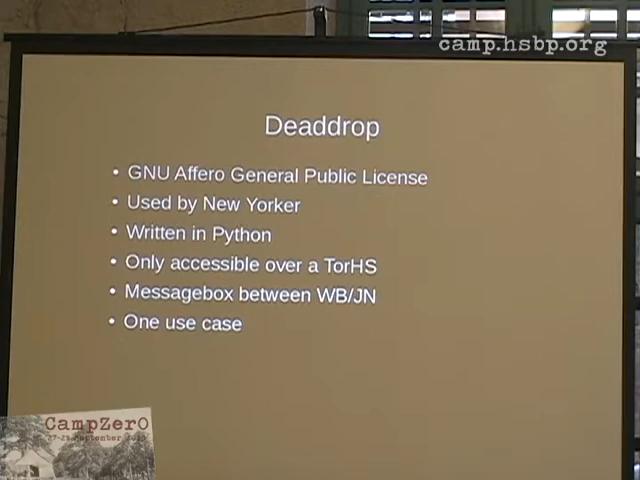 camp.hsbp.org
Deaddrop
• GNU Affero General Public License
• Used by New Yorker
• Written in Python
• Only accessible over a TorHS
• Messagebox between WB/JN
• One use case
CampZer0